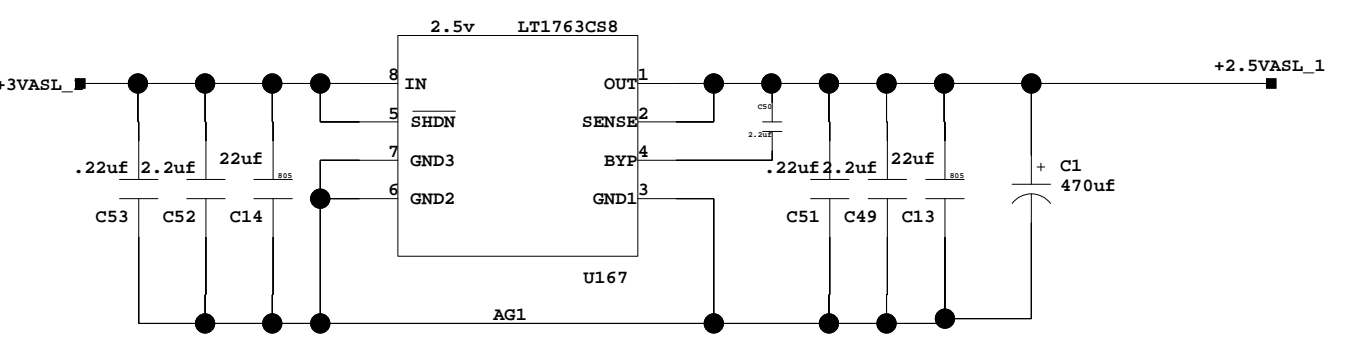 2.5v LT1763CS8
+3VASL_
8 IN OUT 1
+2.5VASL_1
5 SHDN SENSE 2
C50
2.2uf
7 GND3 BYP 4
6 GND2 GND1 3
.22uf 2.2uf 22uf
805
C53 C52 C14
.22uf 2.2uf 22uf
805
C51 C49 C13
+ C1
470uf
U167
AG1